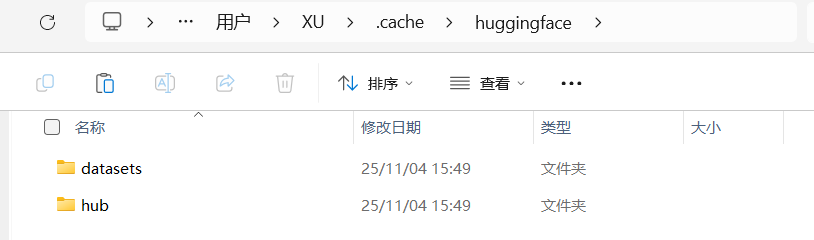 ··· 用户 XU .cache huggingface
排序 查看 ···
名称 修改日期 类型 大小
datasets 25/11/04 15:49 文件夹
hub 25/11/04 15:49 文件夹